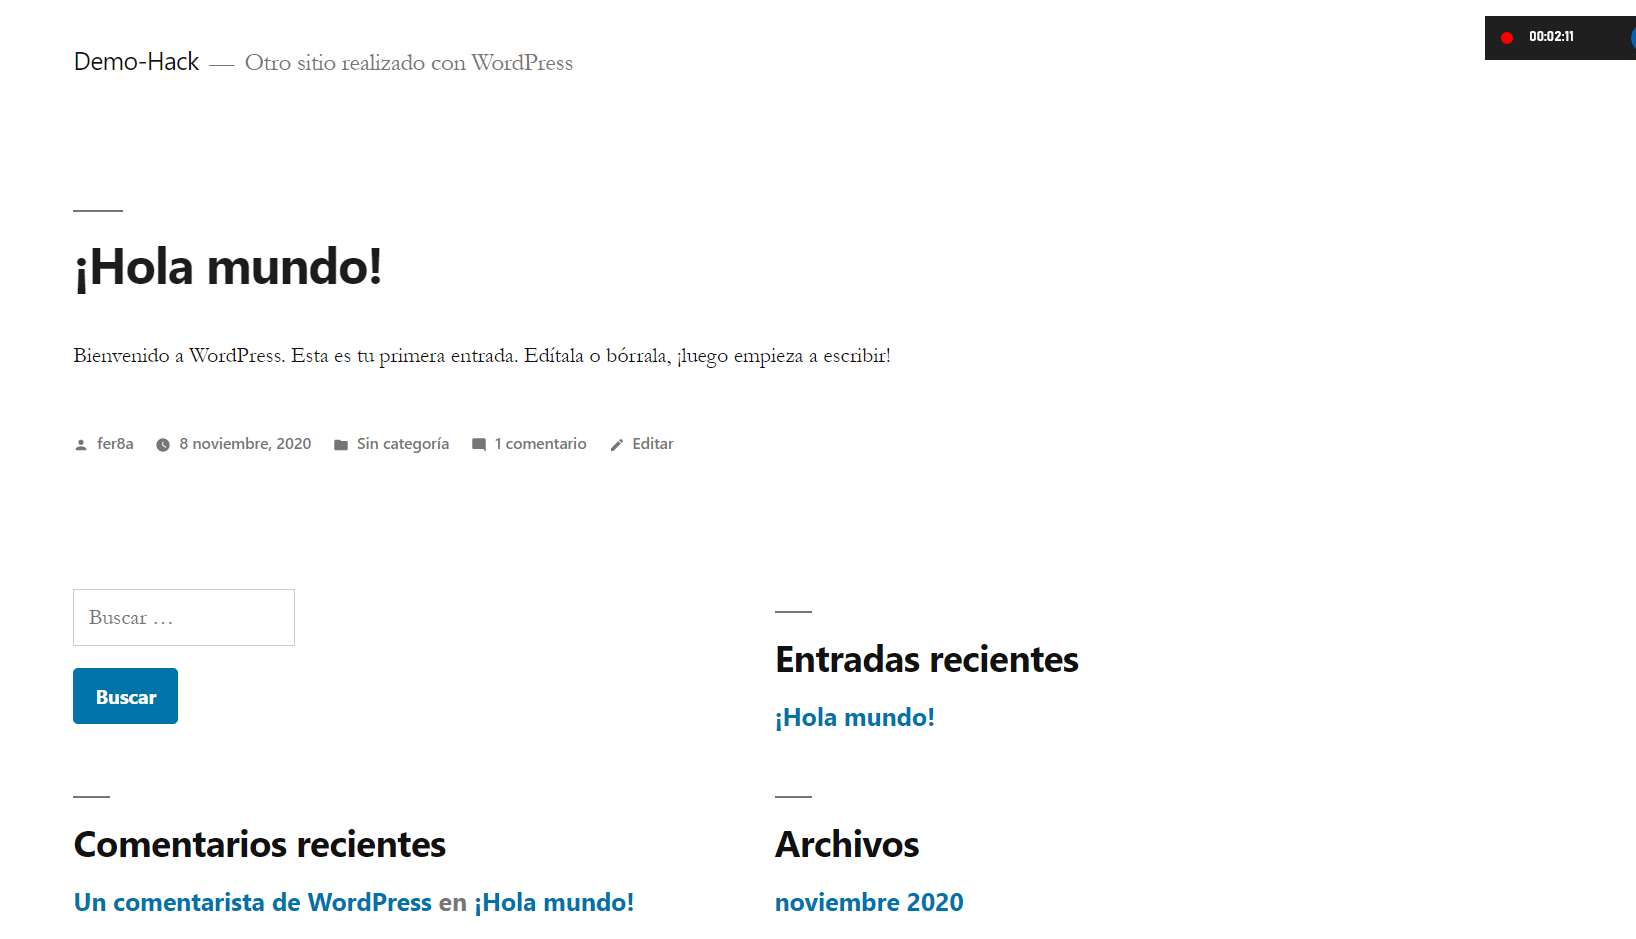 Demo-Hack — Otro sitio realizado con WordPress
00:02:11
¡Hola mundo!
Bienvenido a WordPress. Esta es tu primera entrada. Edítala o bórrala, ¡luego empieza a escribir!
fer8a 8 noviembre, 2020 Sin categoría 1 comentario Editar
Buscar …
Buscar
Entradas recientes
¡Hola mundo!
Comentarios recientes
Un comentarista de WordPress en ¡Hola mundo!
Archivos
noviembre 2020